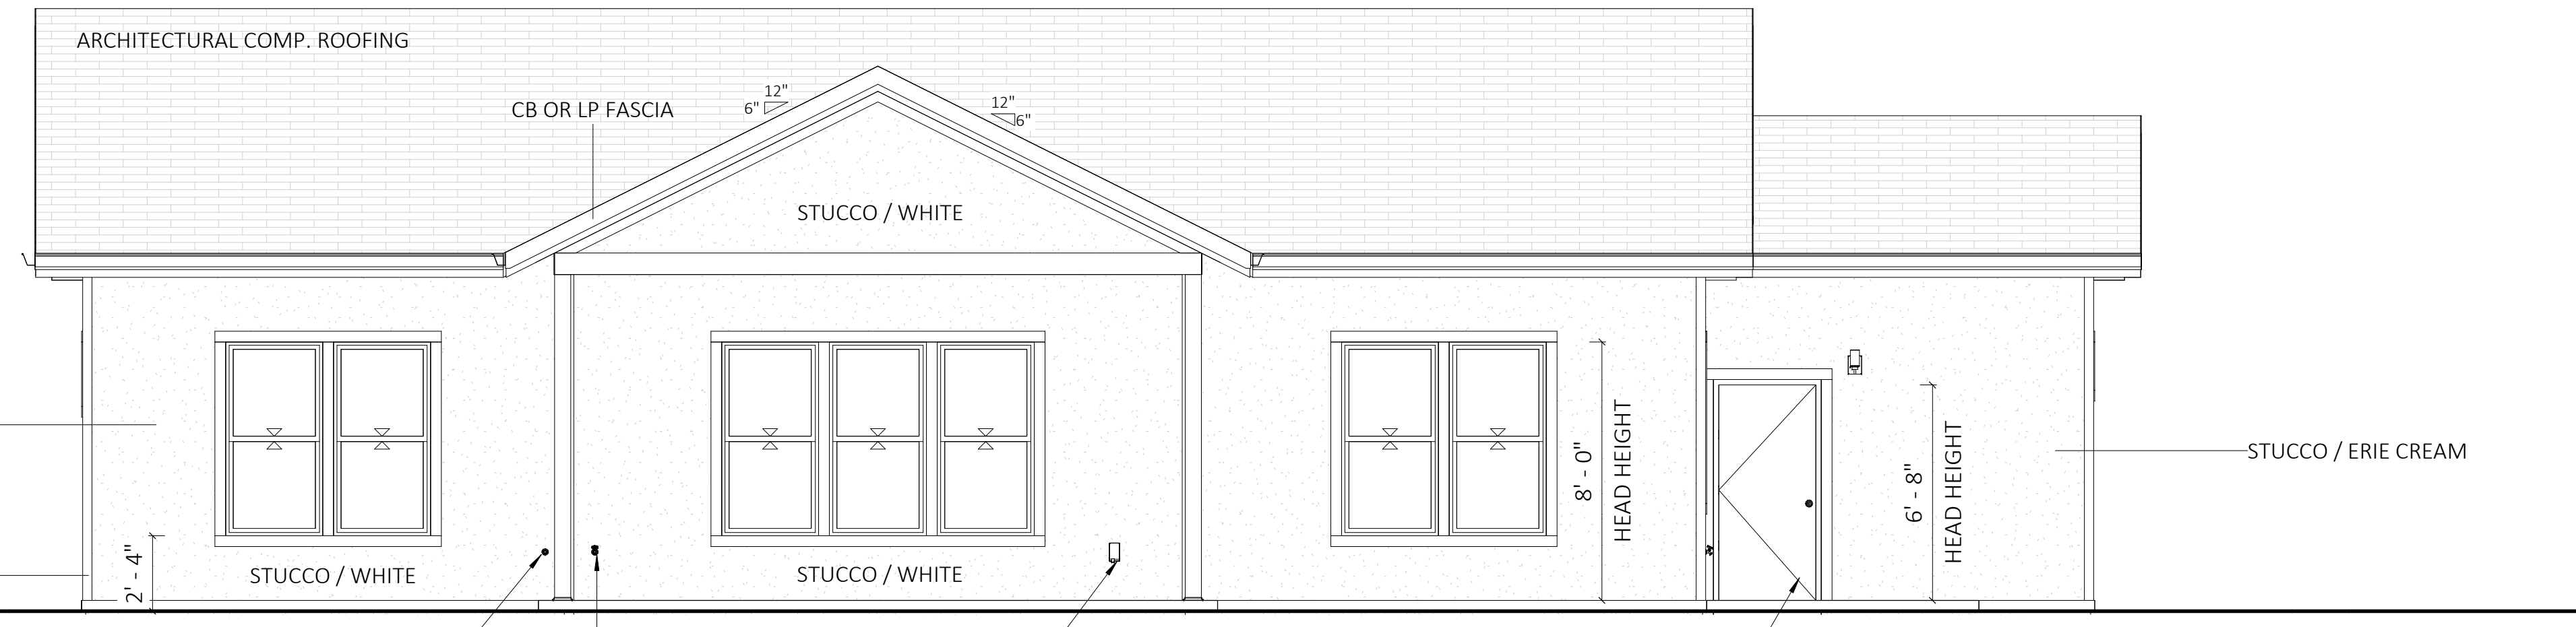 ARCHITECTURAL COMP. ROOFING
CB OR LP FASCIA
12"
6"
12"
6"
STUCCO / WHITE
8' - 0"
HEAD HEIGHT
6' - 8"
HEAD HEIGHT
STUCCO / ERIE CREAM
2' - 4"
STUCCO / WHITE
STUCCO / WHITE